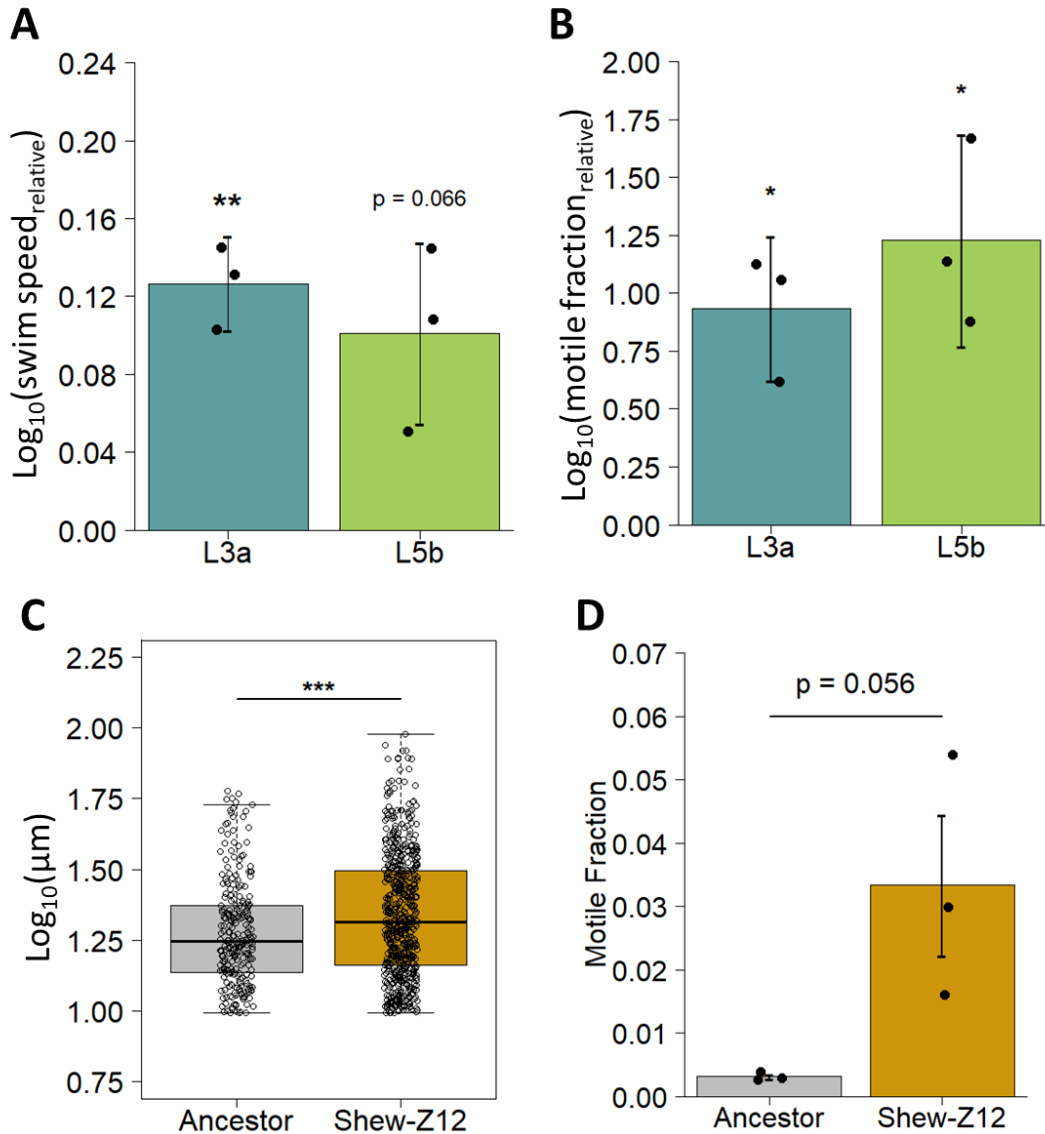 A
Log10(swim speedrelative)
0.24
0.20
0.16
0.12
0.08
0.04
0.00
**
p = 0.066
L3a
L5b
B
Log10(motile fractionrelative)
2.00
1.75
1.50
1.25
1.00
0.75
0.50
0.25
0.00
*
*
L3a
L5b
C
Log10(µm)
2.25
2.00
1.75
1.50
1.25
1.00
0.75
***
Ancestor
Shew-Z12
D
Motile Fraction
0.07
0.06
0.05
0.04
0.03
0.02
0.01
0.00
p = 0.056
Ancestor
Shew-Z12